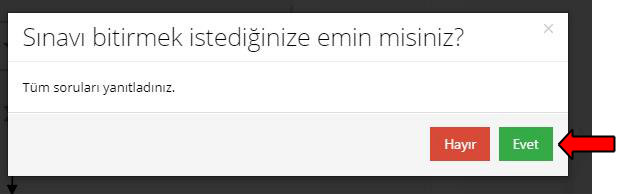 Sınavı bitirmek istediğinize emin misiniz?
×
Tüm soruları yanıtladınız.
Hayır
Evet